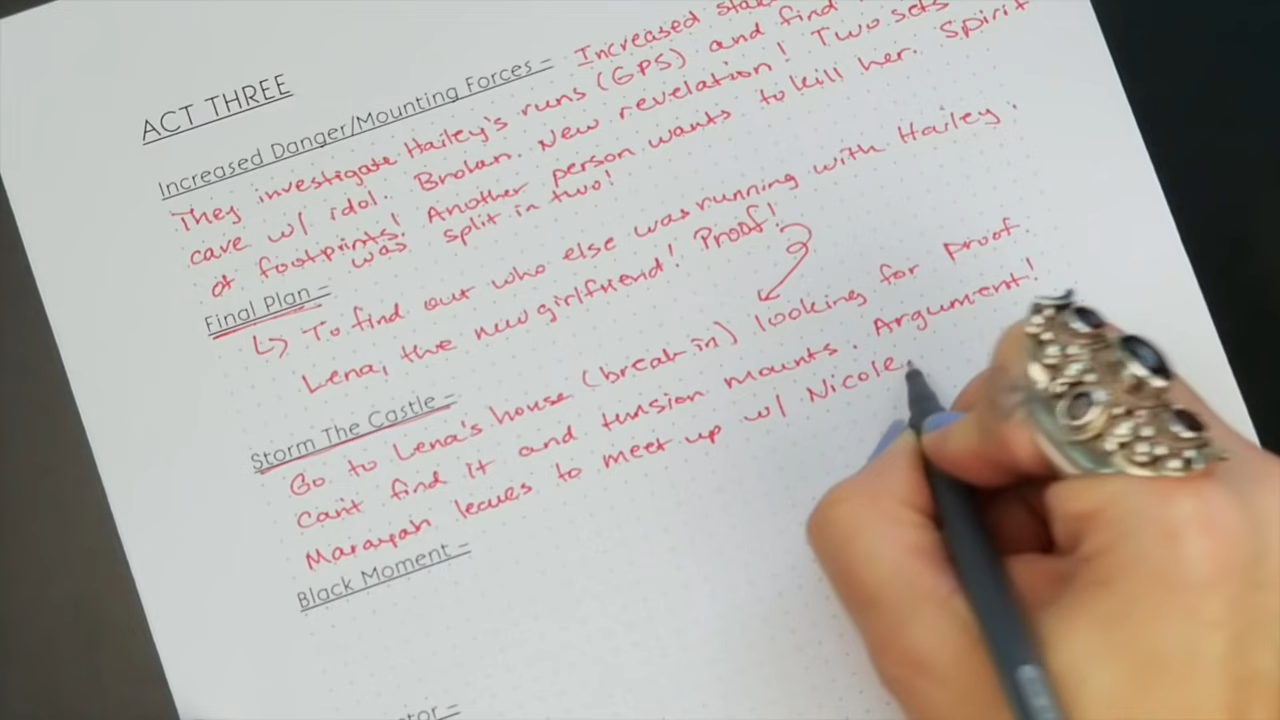 ACT THREE
Increased Danger/Mounting Forces = Increased
They investigate Hailey's runs (GPS) and find
cave w/ idol. Broken. New revelation! Two sets
of footprints! Another person wants to kill her. Spirit
was split in two!
Final Plan =
↳ To find out who else was running with Hailey.
Lena, the new girlfriend! Proof!
Storm The Castle =
Go to Lena's house (break in) looking for proof.
Can't find it and tension mounts. Argument!
Marayah leaves to meet up w/ Nicole.
Black Moment =